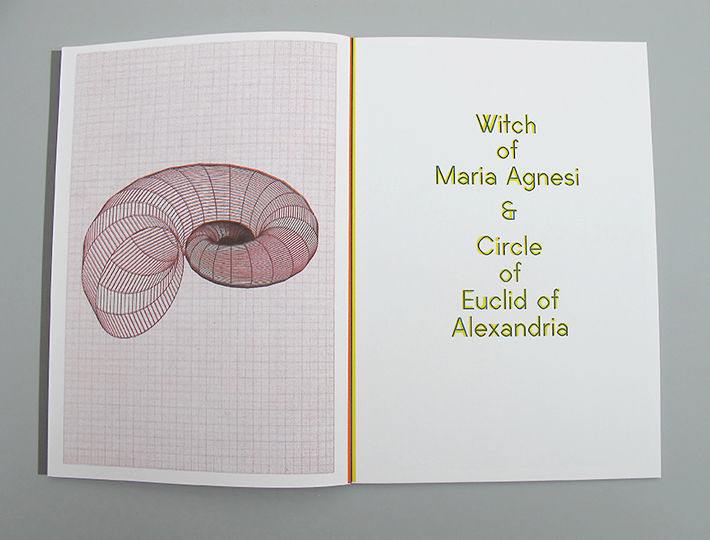 Witch
of
Maria Agnesi
&
Circle
of
Euclid of
Alexandria